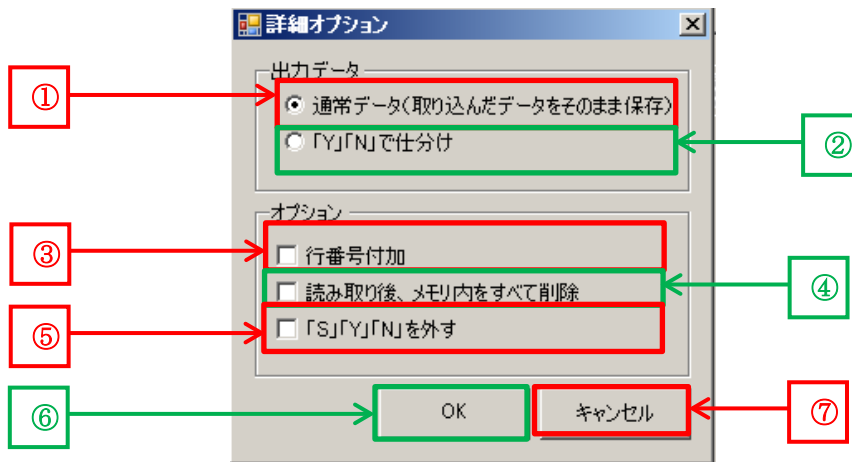 詳細オプション
出力データ
① 通常データ(取り込んだデータをそのまま保存)
「Y」「N」で仕分け ②
オプション
③ 行番号付加
読み取り後、メモリ内をすべて削除 ④
⑤ 「S」「Y」「N」を外す
⑥ OK キャンセル ⑦